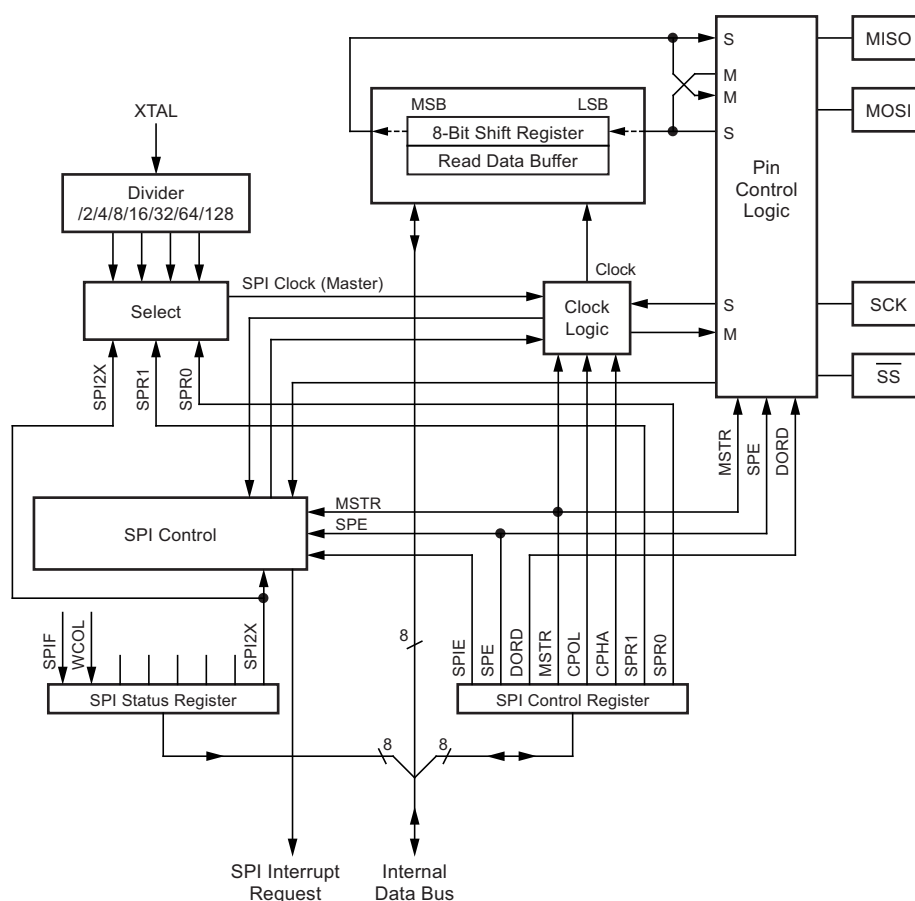 S
MISO
M
M
MSB
LSB
XTAL
8-Bit Shift Register
S
MOSI
Read Data Buffer
Pin
Control
Logic
Divider
/2/4/8/16/32/64/128
Clock
SPI Clock (Master)
Select
Clock
Logic
S
SCK
M
SPI2X
SPR1
SPR0
SS
MSTR
SPE
DORD
MSTR
SPE
SPI Control
8
SPIF
WCOL
SPI2X
SPIE
SPE
DORD
MSTR
CPOL
CPHA
SPR1
SPR0
SPI Status Register
SPI Control Register
8
8
SPI Interrupt
Request
Internal
Data Bus